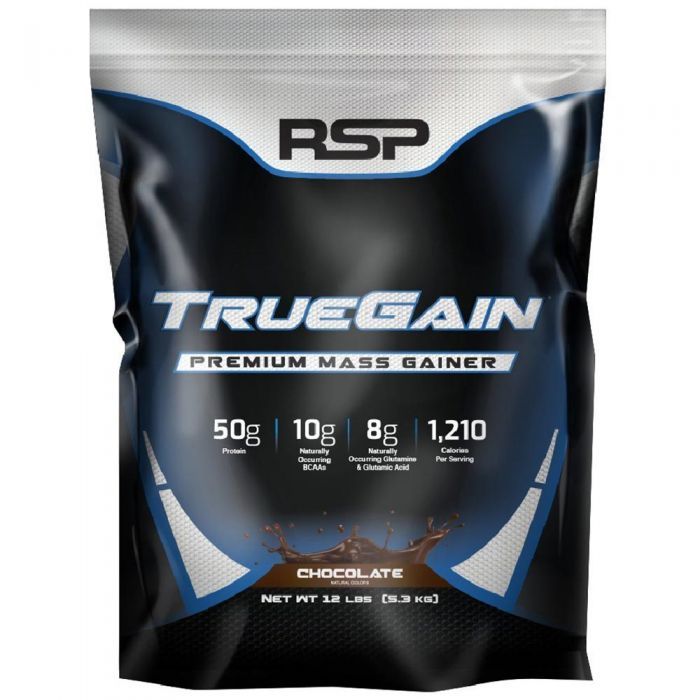 RSP
TRUEGAIN
PREMIUM MASS GAINER
50g
Protein
10g
Naturally
Occurring
BCAAs
8g
Naturally
Occurring Glutamine
& Glutamic Acid
1,210
Calories
Per Serving
CHOCOLATE
NATURAL COLORS
NET WT 12 LBS (5.3 KG)